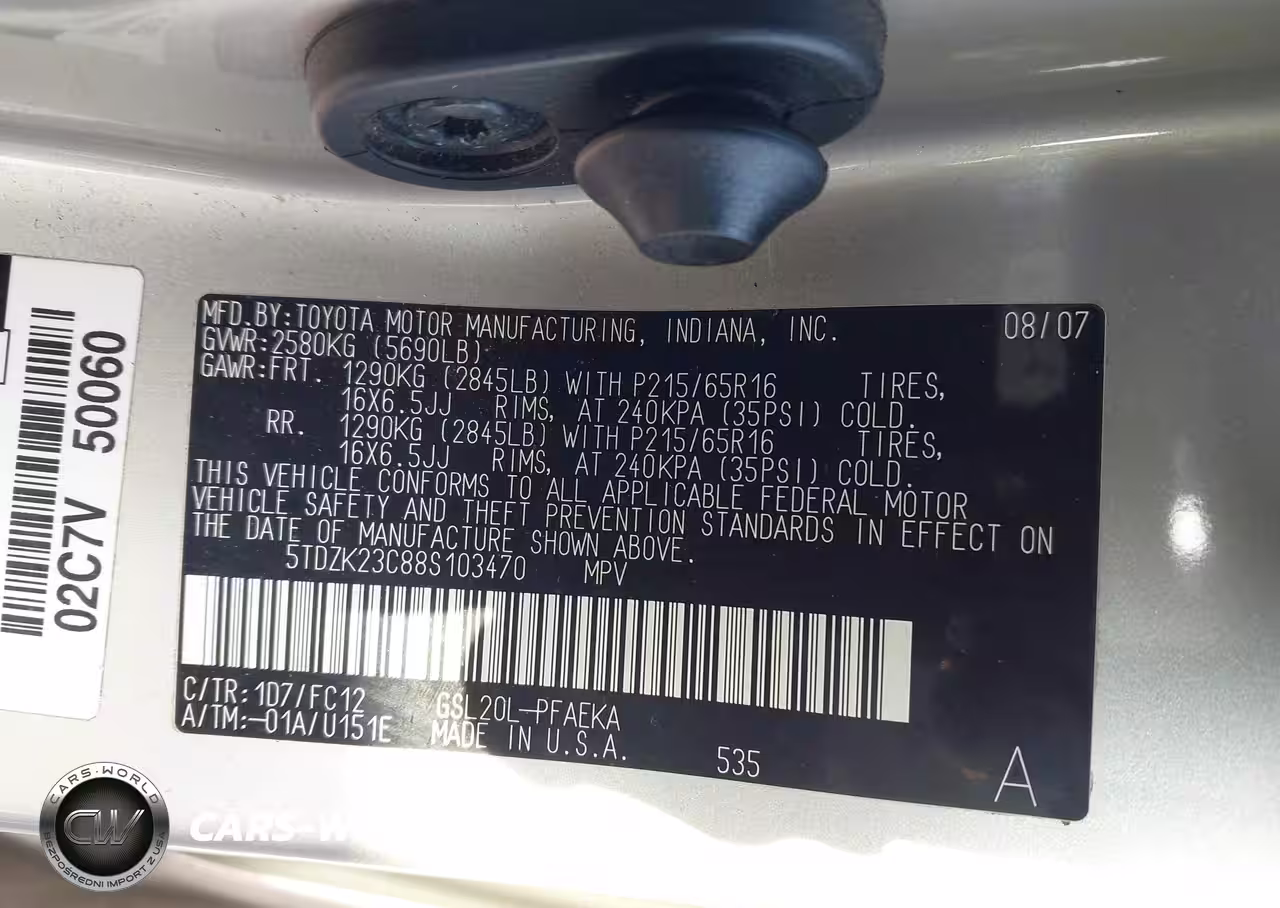 MFD.BY:TOYOTA MOTOR MANUFACTURING, INDIANA, INC. 08/07
GVWR:2580KG (5690LB)
GAWR:FRT. 1290KG (2845LB) WITH P215/65R16 TIRES,
16X6.5JJ RIMS, AT 240KPA (35PSI) COLD.
RR. 1290KG (2845LB) WITH P215/65R16 TIRES,
16X6.5JJ RIMS, AT 240KPA (35PSI) COLD.
THIS VEHICLE CONFORMS TO ALL APPLICABLE FEDERAL MOTOR
VEHICLE SAFETY AND THEFT PREVENTION STANDARDS IN EFFECT ON
THE DATE OF MANUFACTURE SHOWN ABOVE.
5TDZK23C88S103470 MPV
C/TR:1D7/FC12 GSL20L-PFAEKA
A/TM:-01A/U151E MADE IN U.S.A. 535 A
02C7V 50060
CARS-WORLD
CW
BEZPOŚREDNI IMPORT Z USA